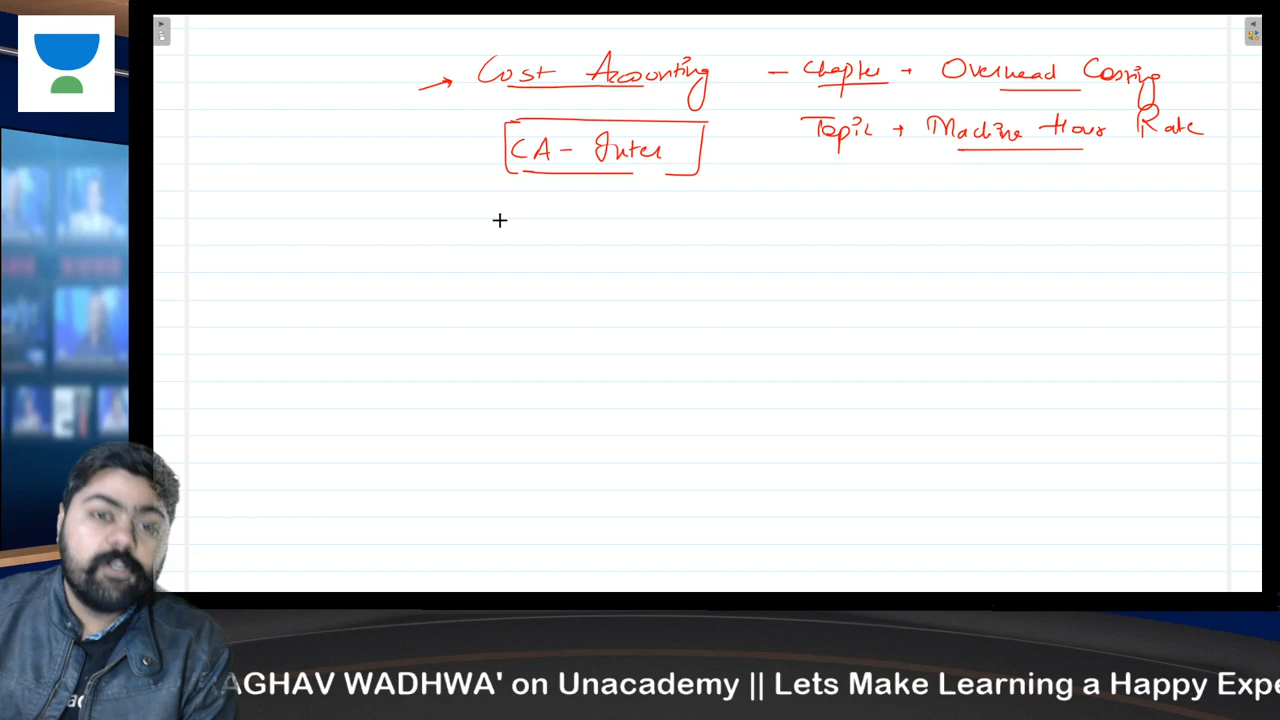 → Cost Accounting - Chapter → Overhead Costing
CA - Inter
Topic → Machine Hour Rate
AGHAV WADHWA' on Unacademy || Lets Make Learning a Happy Expe